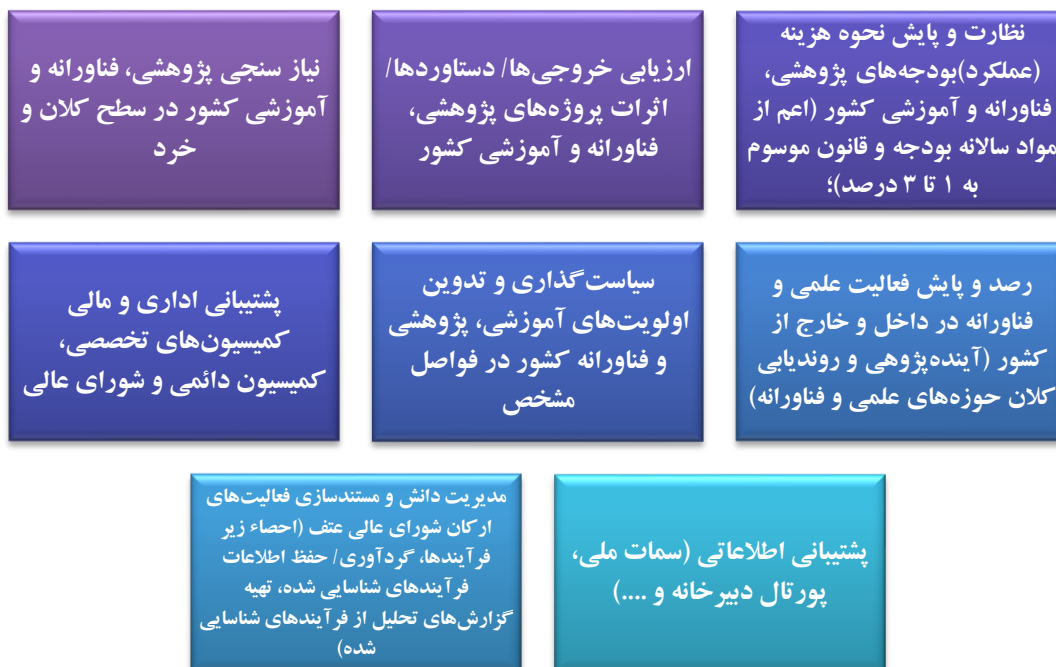 نظارت و پایش نحوه هزینه
(عملکرد)بودجه‌های پژوهشی،
فناورانه و آموزشی کشور (اعم از
مواد سالانه بودجه و قانون موسوم
به ۱ تا ۳ درصد)؛
ارزیابی خروجی‌ها/ دستاوردها/
اثرات پروژه‌های پژوهشی،
فناورانه و آموزشی کشور
نیاز سنجی پژوهشی، فناورانه و
آموزشی کشور در سطح کلان و
خرد
رصد و پایش فعالیت علمی و
فناورانه در داخل و خارج از
کشور (آینده‌پژوهی و روندیابی
کلان حوزه‌های علمی و فناورانه)
سیاست‌گذاری و تدوین
اولویت‌های آموزشی، پژوهشی
و فناورانه کشور در فواصل
مشخص
پشتیبانی اداری و مالی
کمیسیون‌های تخصصی،
کمیسیون دائمی و شورای عالی
پشتیبانی اطلاعاتی (سمات ملی،
پورتال دبیرخانه و ....)
مدیریت دانش و مستندسازی فعالیت‌های
ارکان شورای عالی عتف (احصاء زیر
فرآیندها، گردآوری/ حفظ اطلاعات
فرآیندهای شناسایی شده، تهیه
گزارش‌های تحلیل از فرآیندهای شناسایی
شده)